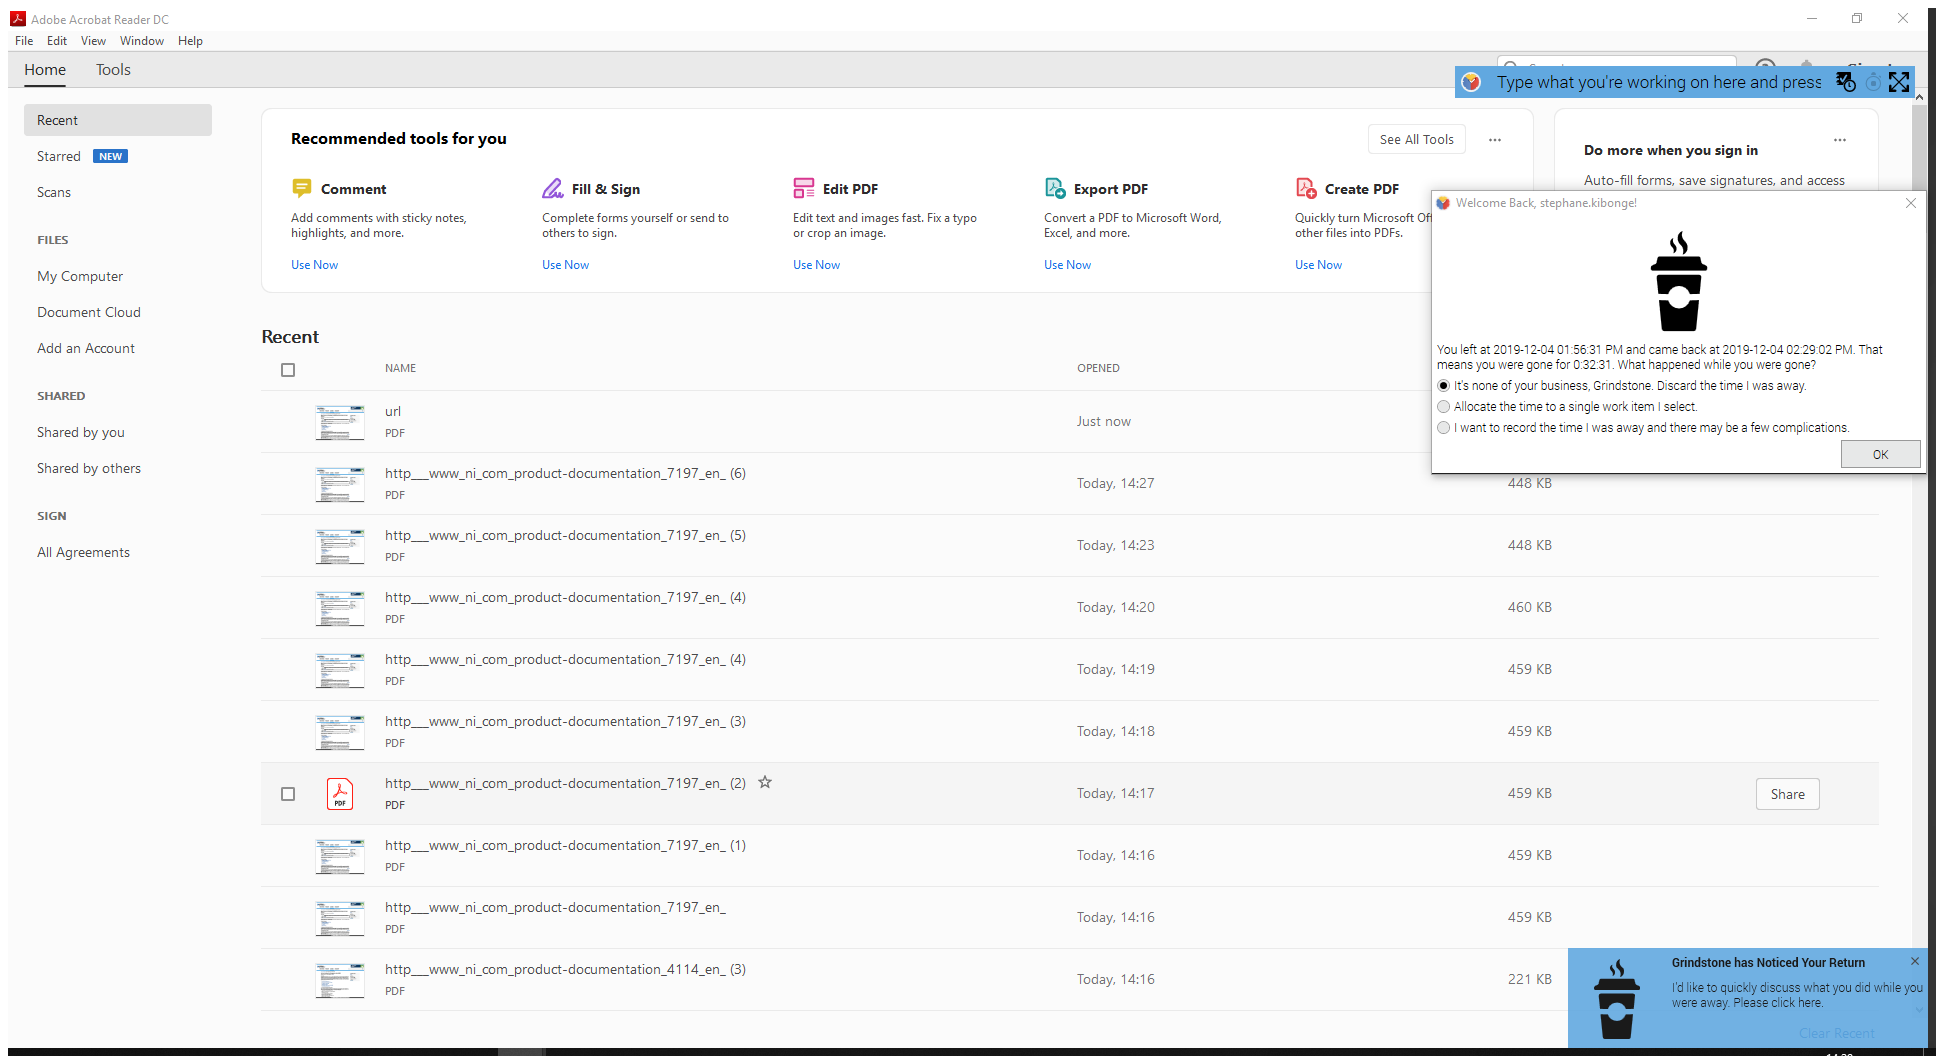 Adobe Acrobat Reader DC
File Edit View Window Help
Home Tools
Type what you're working on here and press
Recent
Starred NEW
Scans
FILES
My Computer
Document Cloud
Add an Account
SHARED
Shared by you
Shared by others
SIGN
All Agreements
Recommended tools for you
See All Tools ...
Comment
Add comments with sticky notes,
highlights, and more.
Use Now
Fill & Sign
Complete forms yourself or send to
others to sign.
Use Now
Edit PDF
Edit text and images fast. Fix a typo
or crop an image.
Use Now
Export PDF
Convert a PDF to Microsoft Word,
Excel, and more.
Use Now
Create PDF
Quickly turn Microsoft Of
other files into PDFs.
Use Now
...
Do more when you sign in
Auto-fill forms, save signatures, and access
Welcome Back, stephane.kibonge!
You left at 2019-12-04 01:56:31 PM and came back at 2019-12-04 02:29:02 PM. That
means you were gone for 0:32:31. What happened while you were gone?
It's none of your business, Grindstone. Discard the time I was away.
Allocate the time to a single work item I select.
I want to record the time I was away and there may be a few complications.
OK
Recent
NAME OPENED
url
PDF
Just now
http___www_ni_com_product-documentation_7197_en_ (6)
PDF
Today, 14:27 448 KB
http___www_ni_com_product-documentation_7197_en_ (5)
PDF
Today, 14:23 448 KB
http___www_ni_com_product-documentation_7197_en_ (4)
PDF
Today, 14:20 460 KB
http___www_ni_com_product-documentation_7197_en_ (4)
PDF
Today, 14:19 459 KB
http___www_ni_com_product-documentation_7197_en_ (3)
PDF
Today, 14:18 459 KB
http___www_ni_com_product-documentation_7197_en_ (2)
PDF
PDF
Today, 14:17 459 KB
Share
http___www_ni_com_product-documentation_7197_en_ (1)
PDF
Today, 14:16 459 KB
http___www_ni_com_product-documentation_7197_en_
PDF
Today, 14:16 459 KB
http___www_ni_com_product-documentation_4114_en_ (3)
PDF
Today, 14:16 221 KB
Grindstone has Noticed Your Return
I'd like to quickly discuss what you did while you
were away. Please click here.
Clear Recent